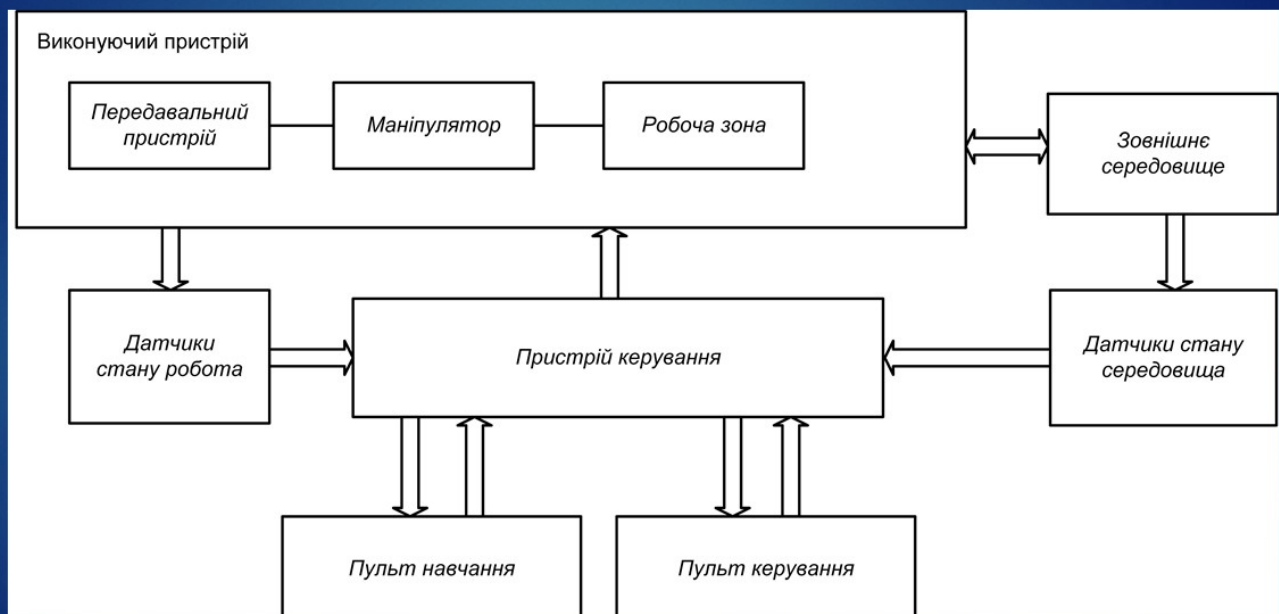 Виконуючий пристрій
Передавальний
пристрій
Маніпулятор
Робоча зона
Зовнішнє
середовище
Датчики
стану робота
Пристрій керування
Датчики стану
середовища
Пульт навчання
Пульт керування